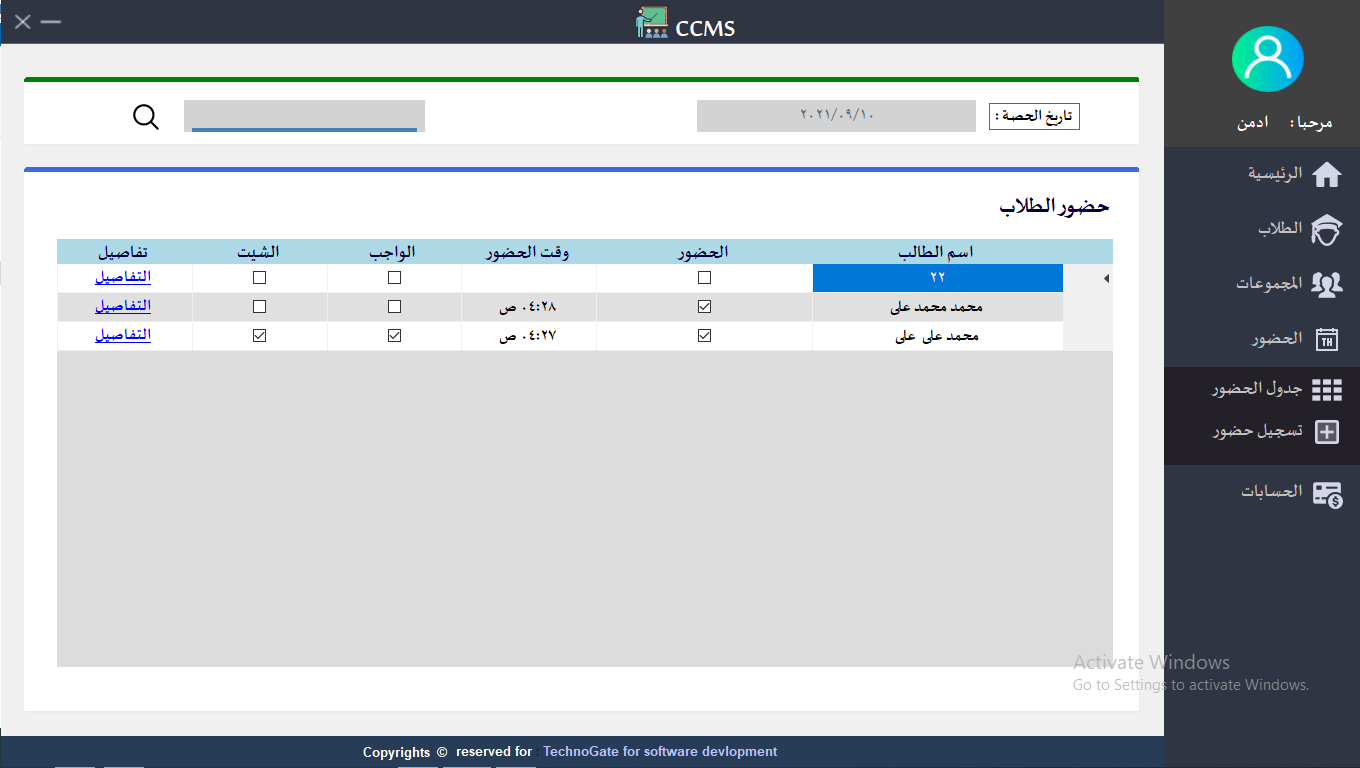 CCMS
مرحبا: ادمن
الرئيسية
الطلاب
المجموعات
الحضور
جدول الحضور
تسجيل حضور
الحسابات
تاريخ الحصة : ٢٠٢١/٠٩/١٠
حضور الطلاب
اسم الطالب الحضور وقت الحضور الواجب الشيت تفاصيل
٢٢ التفاصيل
محمد محمد على ٠٤:٢٨ ص التفاصيل
محمد على على ٠٤:٢٧ ص التفاصيل
TH
Activate Windows
Go to Settings to activate Windows.
Copyrights © reserved for : TechnoGate for software devlopment